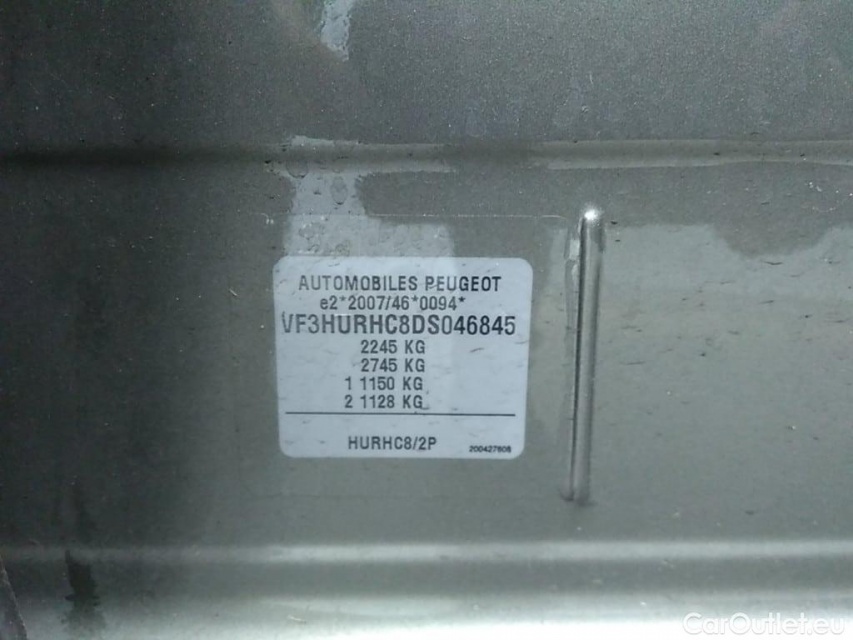 AUTOMOBILES PEUGEOT
e2*2007/46*0094*
VF3HURHC8DS046845
2245 KG
2745 KG
1 1150 KG
2 1128 KG
HURHC8/2P
200427608
CarOutlet.eu